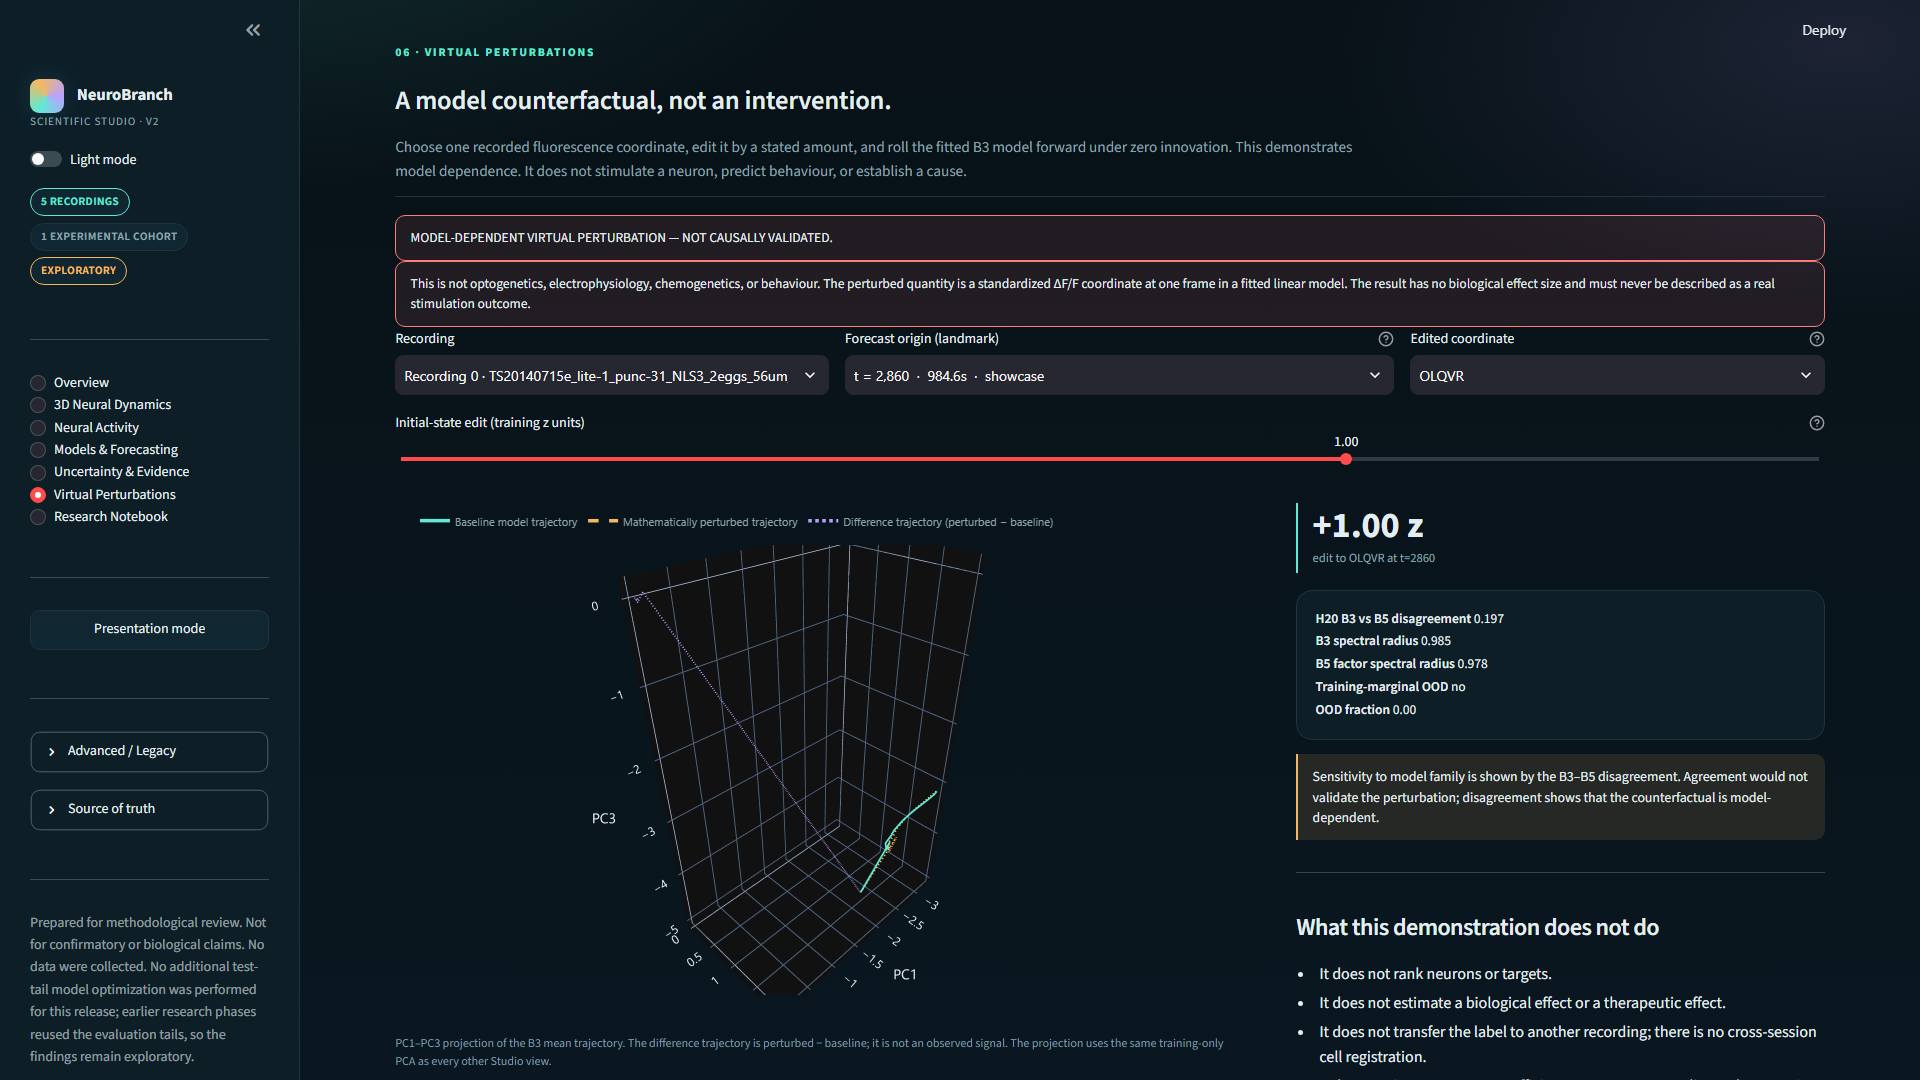 Deploy
NeuroBranch
SCIENTIFIC STUDIO · V2
Light mode
5 RECORDINGS
1 EXPERIMENTAL COHORT
EXPLORATORY
Overview
3D Neural Dynamics
Neural Activity
Models & Forecasting
Uncertainty & Evidence
Virtual Perturbations
Research Notebook
Presentation mode
Advanced / Legacy
Source of truth
Prepared for methodological review. Not
for confirmatory or biological claims. No
data were collected. No additional test-
tail model optimization was performed
for this release; earlier research phases
reused the evaluation tails, so the
findings remain exploratory.
06 · VIRTUAL PERTURBATIONS
A model counterfactual, not an intervention.
Choose one recorded fluorescence coordinate, edit it by a stated amount, and roll the fitted B3 model forward under zero innovation. This demonstrates
model dependence. It does not stimulate a neuron, predict behaviour, or establish a cause.
MODEL-DEPENDENT VIRTUAL PERTURBATION — NOT CAUSALLY VALIDATED.
This is not optogenetics, electrophysiology, chemogenetics, or behaviour. The perturbed quantity is a standardized ΔF/F coordinate at one frame in a fitted linear model. The result has no biological effect size and must never be described as a real
stimulation outcome.
Recording
Forecast origin (landmark)
Edited coordinate
Recording 0 · TS20140715e_lite-1_punc-31_NLS3_2eggs_56um
t = 2,860 · 984.6s · showcase
OLQVR
Initial-state edit (training z units)
1.00
Baseline model trajectory
Mathematically perturbed trajectory
Difference trajectory (perturbed − baseline)
0
−1
−2
PC3
−3
−4
−5
0
0.5
1
−3
−2.5
−2
−1.5
−1
PC1
PC1–PC3 projection of the B3 mean trajectory. The difference trajectory is perturbed − baseline; it is not an observed signal. The projection uses the same training-only
PCA as every other Studio view.
+1.00 z
edit to OLQVR at t=2860
H20 B3 vs B5 disagreement 0.197
B3 spectral radius 0.985
B5 factor spectral radius 0.978
Training-marginal OOD no
OOD fraction 0.00
Sensitivity to model family is shown by the B3–B5 disagreement. Agreement would not
validate the perturbation; disagreement shows that the counterfactual is model-
dependent.
What this demonstration does not do
• It does not rank neurons or targets.
• It does not estimate a biological effect or a therapeutic effect.
• It does not transfer the label to another recording; there is no cross-session
cell registration.